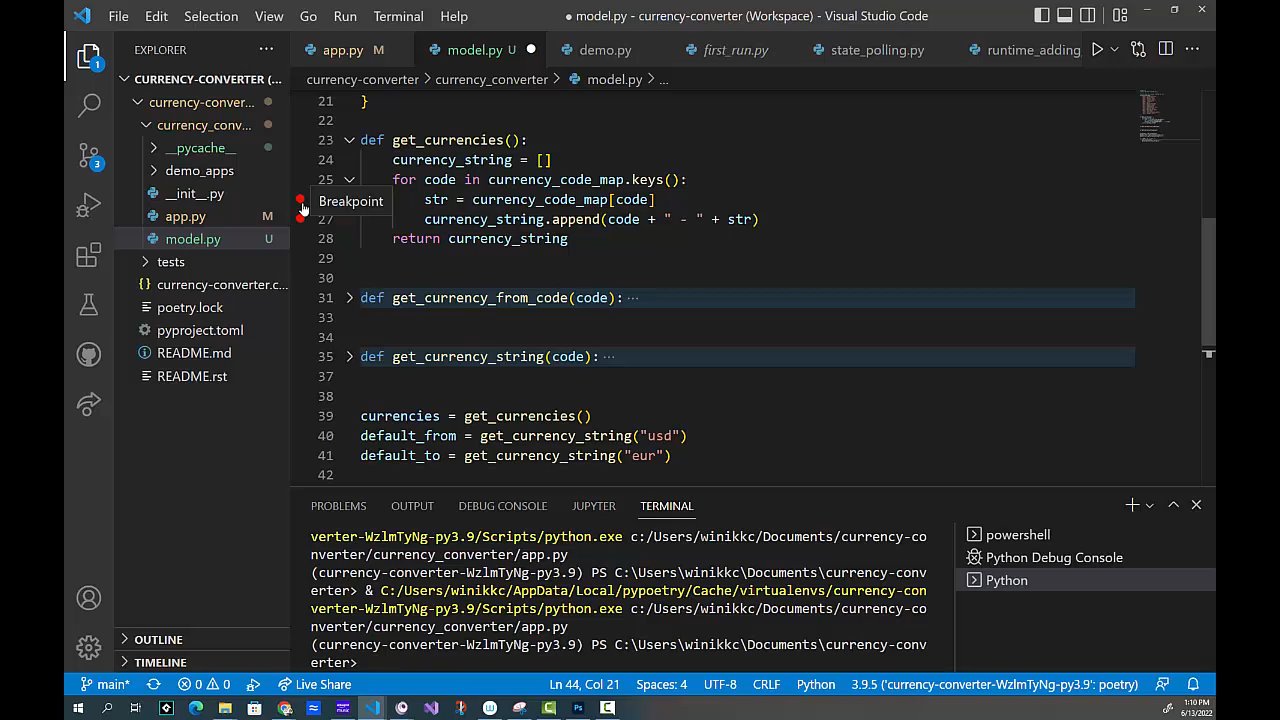 File Edit Selection View Go Run Terminal Help ● model.py - currency-converter (Workspace) - Visual Studio Code
EXPLORER ··· app.py M model.py U ● demo.py first_run.py state_polling.py runtime_adding ···
CURRENCY-CONVERTER (...
currency-conver...
currency_conv...
__pycache__
demo_apps
__init__.py
app.py M
model.py U
tests
currency-converter.c...
poetry.lock
pyproject.toml
README.md
README.rst
OUTLINE
TIMELINE
1
3
currency-converter > currency_converter > model.py > ...
21 }
22
23 def get_currencies():
24 currency_string = []
25 for code in currency_code_map.keys():
Breakpoint str = currency_code_map[code]
27 currency_string.append(code + " - " + str)
28 return currency_string
29
30
31 def get_currency_from_code(code): ···
33
34
35 def get_currency_string(code): ···
37
38
39 currencies = get_currencies()
40 default_from = get_currency_string("usd")
41 default_to = get_currency_string("eur")
42
PROBLEMS OUTPUT DEBUG CONSOLE JUPYTER TERMINAL
verter-WzlmTyNg-py3.9/Scripts/python.exe c:/Users/winikkc/Documents/currency-co
nverter/currency_converter/app.py
(currency-converter-WzlmTyNg-py3.9) PS C:\Users\winikkc\Documents\currency-conv
erter> & C:/Users/winikkc/AppData/Local/pypoetry/Cache/virtualenvs/currency-con
verter-WzlmTyNg-py3.9/Scripts/python.exe c:/Users/winikkc/Documents/currency-co
nverter/currency_converter/app.py
(currency-converter-WzlmTyNg-py3.9) PS C:\Users\winikkc\Documents\currency-conv
erter>
powershell
Python Debug Console
Python
main* 0 0 Live Share Ln 44, Col 21 Spaces: 4 UTF-8 CRLF Python 3.9.5 ('currency-converter-WzlmTyNg-py3.9': poetry)
1:10 PM
6/13/2022